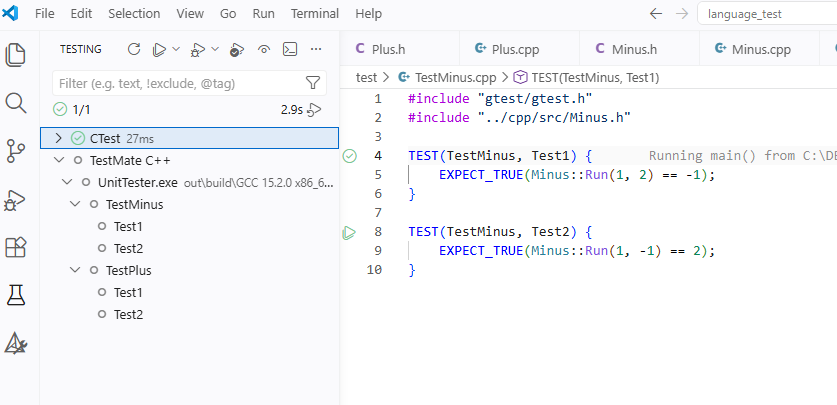 File Edit Selection View Go Run Terminal Help
language_test
TESTING
Filter (e.g. text, !exclude, @tag)
1/1 2.9s
CTest 27ms
TestMate C++
UnitTester.exe out\build\GCC 15.2.0 x86_6...
TestMinus
Test1
Test2
TestPlus
Test1
Test2
Plus.h Plus.cpp Minus.h Minus.cpp
test > TestMinus.cpp > TEST(TestMinus, Test1)
1 #include "gtest/gtest.h"
2 #include "../cpp/src/Minus.h"
3
4 TEST(TestMinus, Test1) { Running main() from C:\DE
5 EXPECT_TRUE(Minus::Run(1, 2) == -1);
6 }
7
8 TEST(TestMinus, Test2) {
9 EXPECT_TRUE(Minus::Run(1, -1) == 2);
10 }